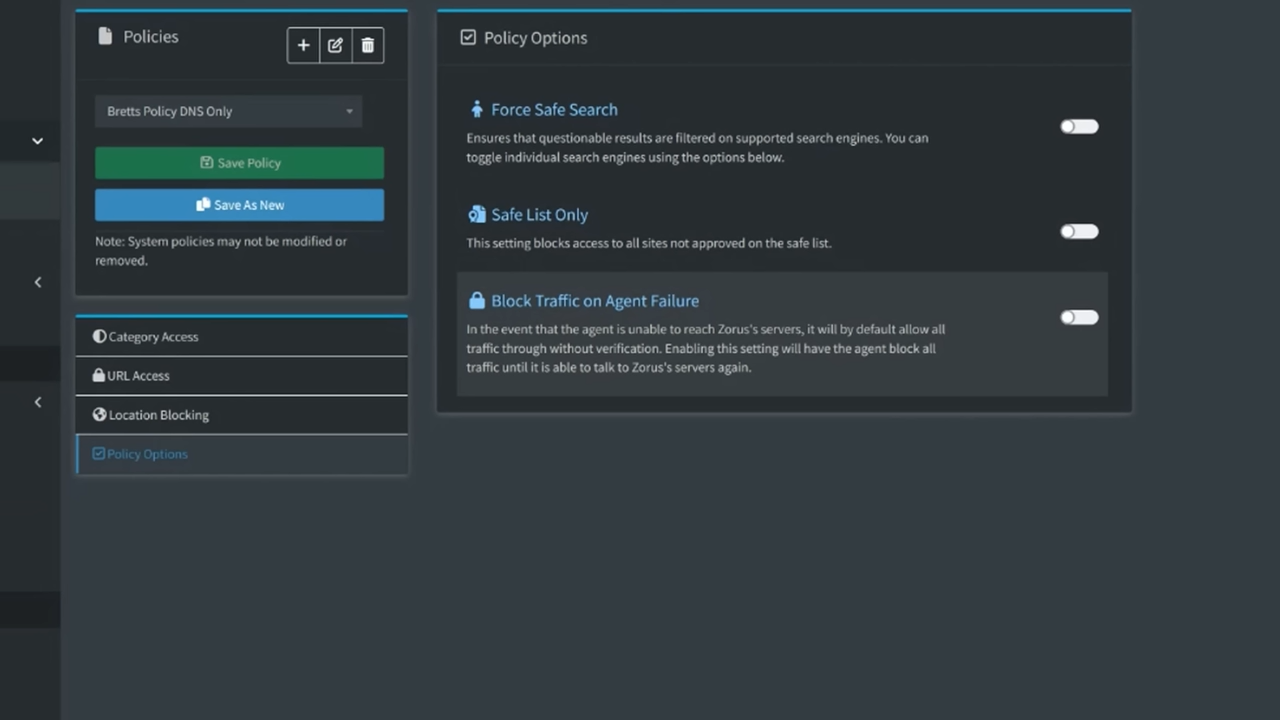 Policies
Bretts Policy DNS Only
Save Policy
Save As New
Note: System policies may not be modified or
removed.
Category Access
URL Access
Location Blocking
Policy Options
Policy Options
Force Safe Search
Ensures that questionable results are filtered on supported search engines. You can
toggle individual search engines using the options below.
Safe List Only
This setting blocks access to all sites not approved on the safe list.
Block Traffic on Agent Failure
In the event that the agent is unable to reach Zorus's servers, it will by default allow all
traffic through without verification. Enabling this setting will have the agent block all
traffic until it is able to talk to Zorus's servers again.